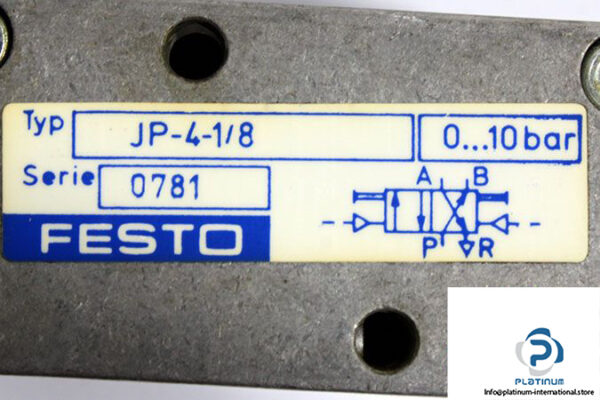 Typ JP-4-1/8 0...10bar
Serie 0781
A B
FESTO
P R
P
PLATINUM
info@platinum-international.store